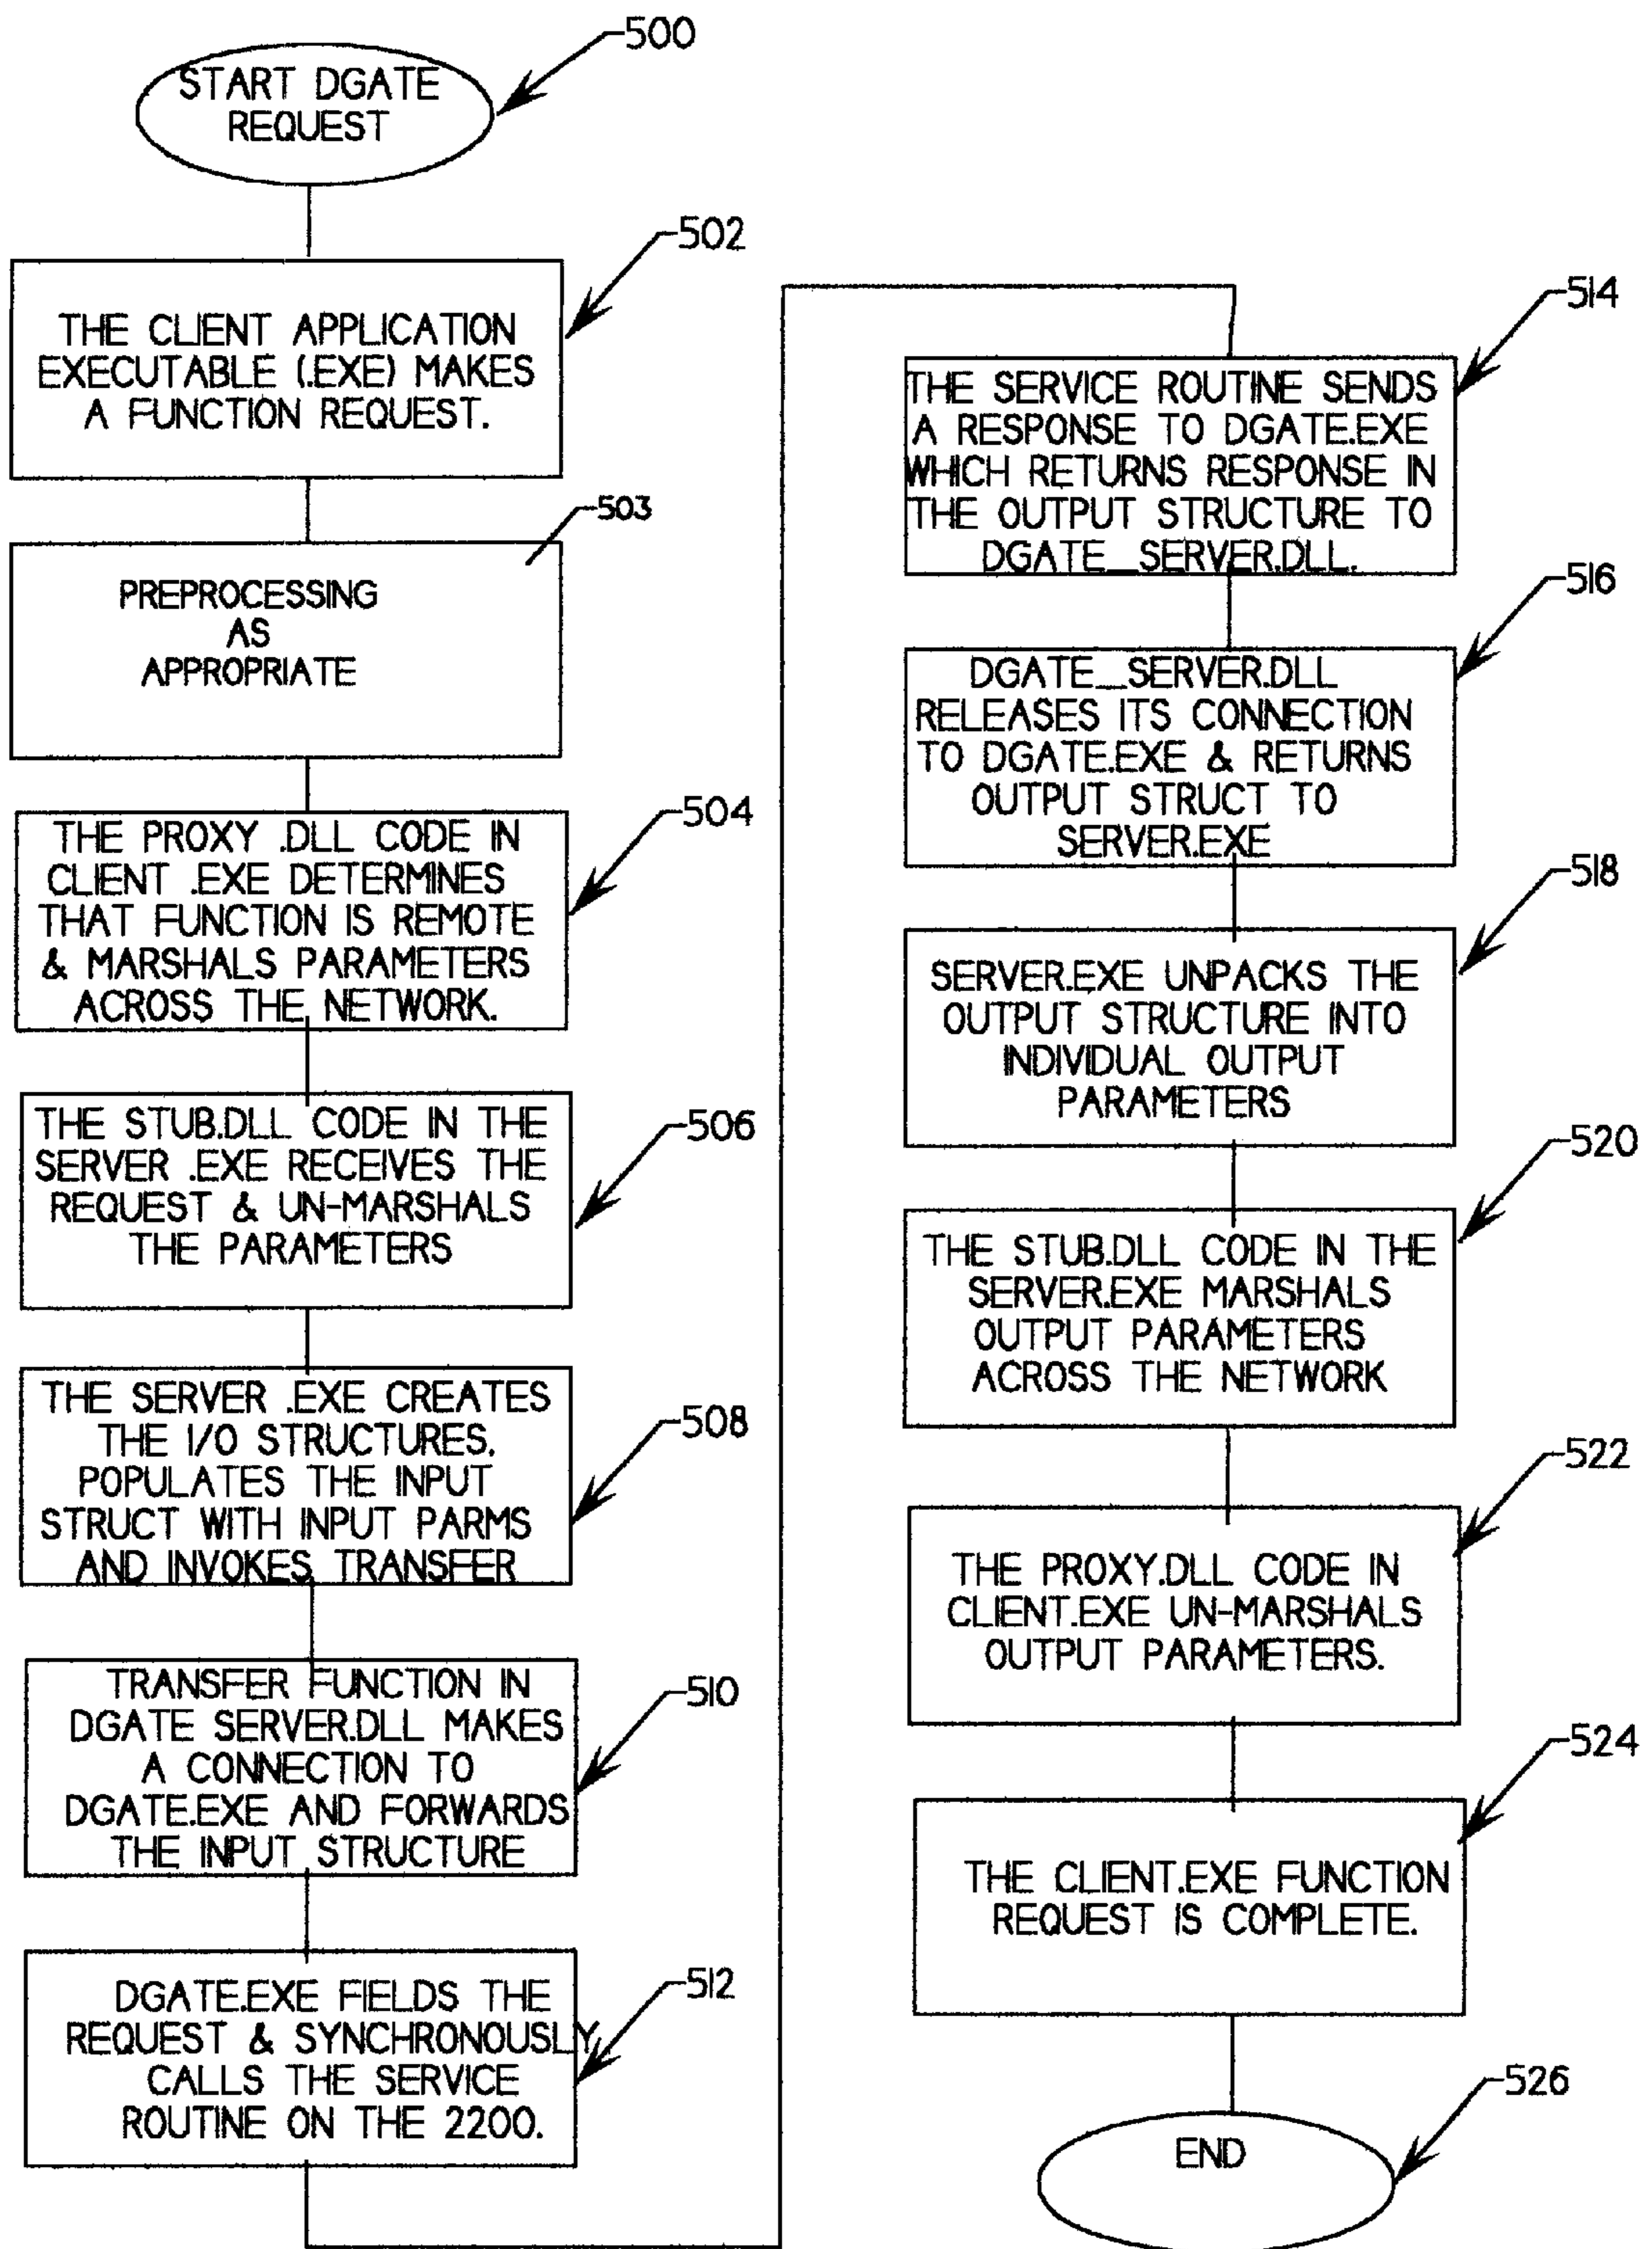 500
START DGATE
REQUEST
502
THE CLIENT APPLICATION
EXECUTABLE (.EXE) MAKES
A FUNCTION REQUEST.
503
PREPROCESSING
AS
APPROPRIATE
504
THE PROXY .DLL CODE IN
CLIENT .EXE DETERMINES
THAT FUNCTION IS REMOTE
& MARSHALS PARAMETERS
ACROSS THE NETWORK.
506
THE STUB.DLL CODE IN THE
SERVER .EXE RECEIVES THE
REQUEST & UN-MARSHALS
THE PARAMETERS
508
THE SERVER .EXE CREATES
THE I/O STRUCTURES.
POPULATES THE INPUT
STRUCT WITH INPUT PARMS
AND INVOKES TRANSFER
510
TRANSFER FUNCTION IN
DGATE SERVER.DLL MAKES
A CONNECTION TO
DGATE.EXE AND FORWARDS
THE INPUT STRUCTURE
512
DGATE.EXE FIELDS THE
REQUEST & SYNCHRONOUSLY
CALLS THE SERVICE
ROUTINE ON THE 2200.
514
THE SERVICE ROUTINE SENDS
A RESPONSE TO DGATE.EXE
WHICH RETURNS RESPONSE IN
THE OUTPUT STRUCTURE TO
DGATE_SERVER.DLL.
516
DGATE_SERVER.DLL
RELEASES ITS CONNECTION
TO DGATE.EXE & RETURNS
OUTPUT STRUCT TO
SERVER.EXE
518
SERVER.EXE UNPACKS THE
OUTPUT STRUCTURE INTO
INDIVIDUAL OUTPUT
PARAMETERS
520
THE STUB.DLL CODE IN THE
SERVER.EXE MARSHALS
OUTPUT PARAMETERS
ACROSS THE NETWORK
522
THE PROXY.DLL CODE IN
CLIENT.EXE UN-MARSHALS
OUTPUT PARAMETERS.
524
THE CLIENT.EXE FUNCTION
REQUEST IS COMPLETE.
526
END